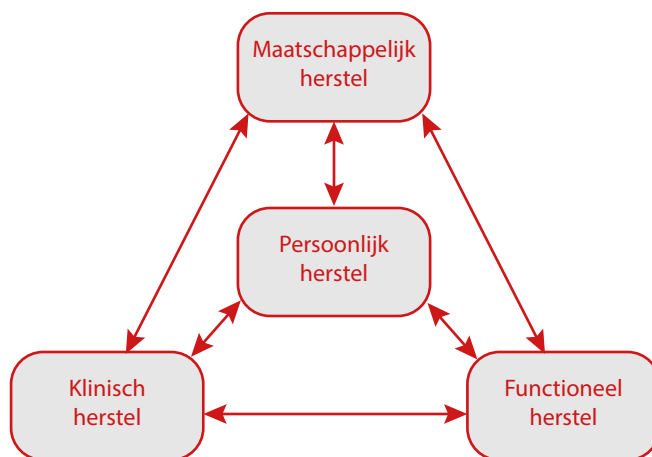 Maatschappelijk
herstel
Persoonlijk
herstel
Klinisch
herstel
Functioneel
herstel